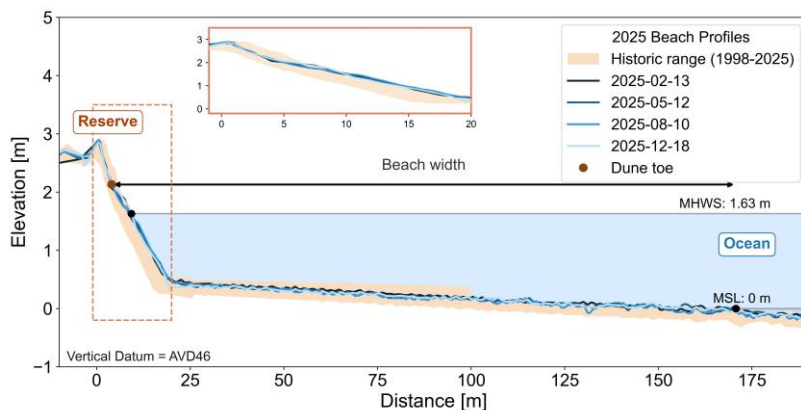 2025 Beach Profiles
Historic range (1998-2025)
2025-02-13
2025-05-12
2025-08-10
2025-12-18
Dune toe
Reserve
Beach width
MHWS: 1.63 m
Ocean
MSL: 0 m
Vertical Datum = AVD46
Elevation [m]
5
4
3
2
1
0
−1
0
25
50
75
100
125
150
175
Distance [m]
3
2
1
0
0
5
10
15
20